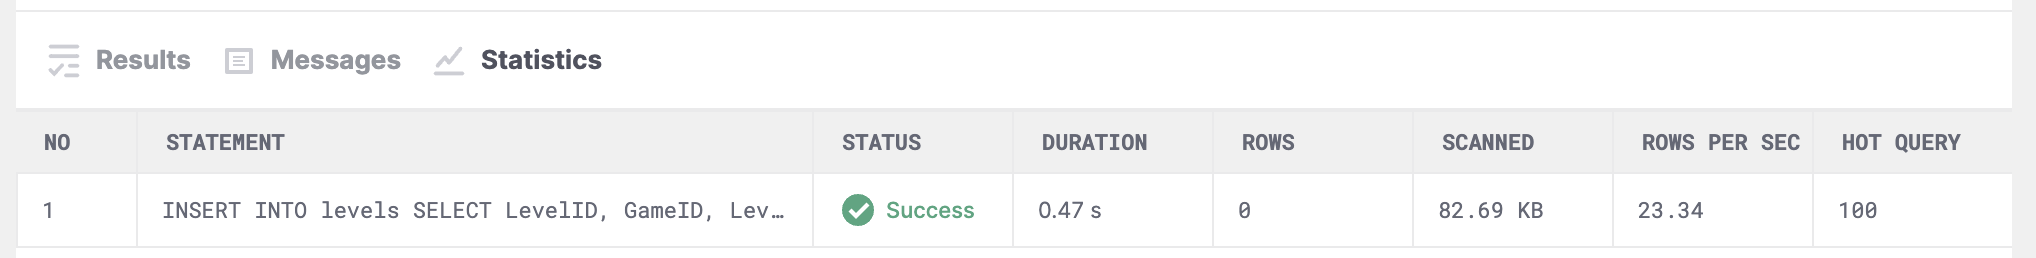 Results Messages Statistics
NO STATEMENT STATUS DURATION ROWS SCANNED ROWS PER SEC HOT QUERY
1 INSERT INTO levels SELECT LevelID, GameID, Lev… Success 0.47 s 0 82.69 KB 23.34 100